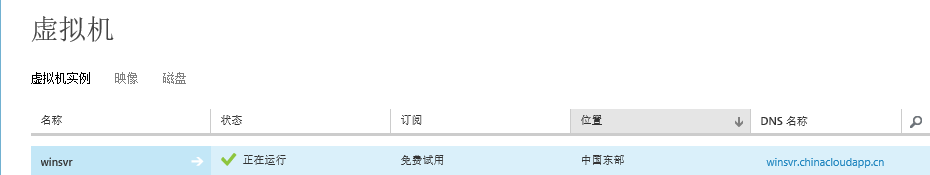 虚拟机
虚拟机实例 映像 磁盘
名称 状态 订阅 位置 DNS 名称
winsvr 正在运行 免费试用 中国东部 winsvr.chinacloudapp.cn